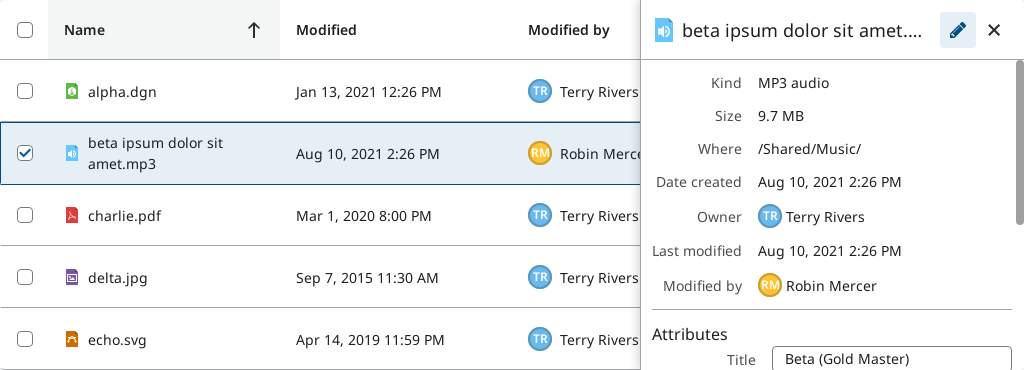 Name Modified Modified by
alpha.dgn Jan 13, 2021 12:26 PM TR Terry Rivers
beta ipsum dolor sit
amet.mp3 Aug 10, 2021 2:26 PM RM Robin Merce
charlie.pdf Mar 1, 2020 8:00 PM TR Terry Rivers
delta.jpg Sep 7, 2015 11:30 AM TR Terry Rivers
echo.svg Apr 14, 2019 11:59 PM TR Terry Rivers
beta ipsum dolor sit amet....
Kind MP3 audio
Size 9.7 MB
Where /Shared/Music/
Date created Aug 10, 2021 2:26 PM
Owner TR Terry Rivers
Last modified Aug 10, 2021 2:26 PM
Modified by RM Robin Mercer
Attributes
Title Beta (Gold Master)